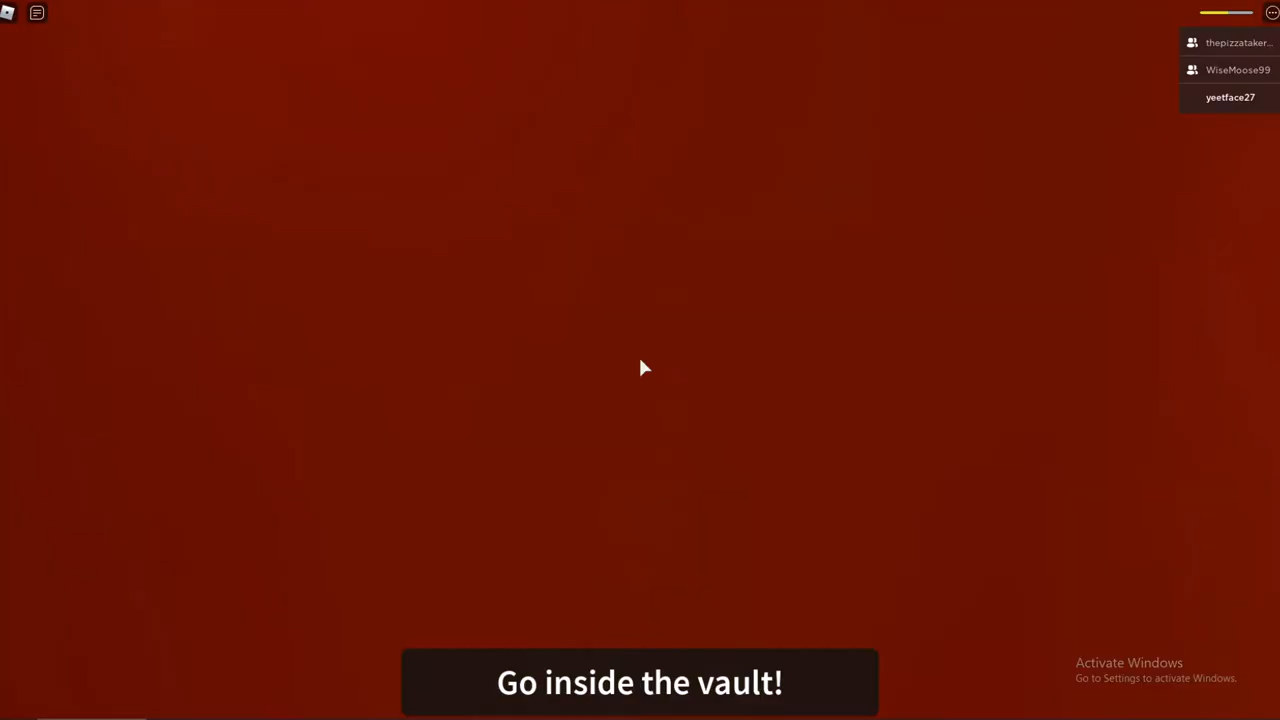 thepizzataker...
WiseMoose99
yeetface27
Go inside the vault!
Activate Windows
Go to Settings to activate Windows.